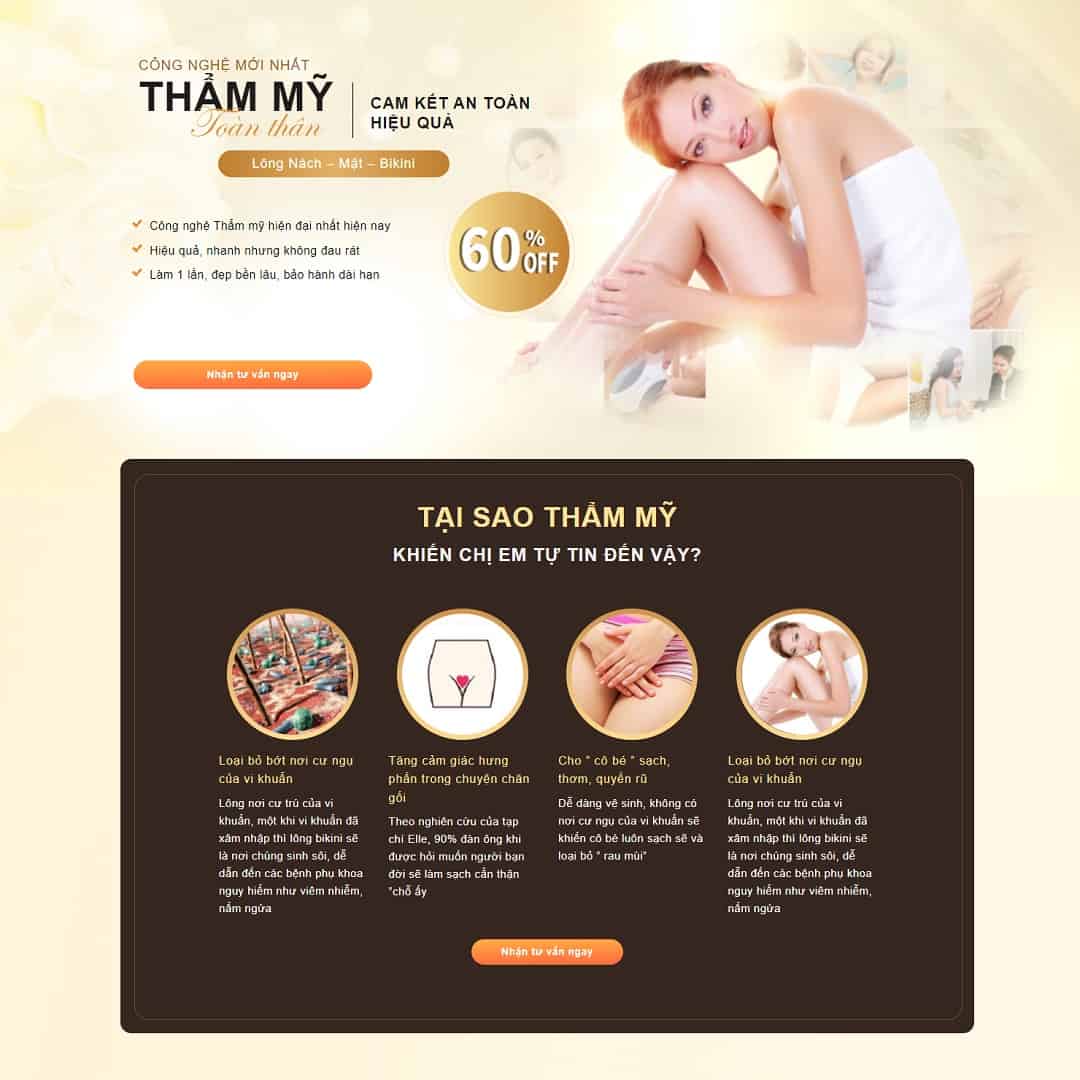 CÔNG NGHỆ MỚI NHẤT
THẨM MỸ
Toàn thân
CAM KẾT AN TOÀN
HIỆU QUẢ
Lông Nách – Mặt – Bikini
Công nghệ Thẩm mỹ hiện đại nhất hiện nay
Hiệu quả, nhanh nhưng không đau rát
Làm 1 lần, đẹp bền lâu, bảo hành dài hạn
60% OFF
Nhận tư vấn ngay
TẠI SAO THẨM MỸ
KHIẾN CHỊ EM TỰ TIN ĐẾN VẬY?
Loại bỏ bớt nơi cư ngụ
của vi khuẩn
Lông nơi cư trú của vi
khuẩn, một khi vi khuẩn đã
xâm nhập thì lông bikini sẽ
là nơi chúng sinh sôi, dễ
dẫn đến các bệnh phụ khoa
nguy hiểm như viêm nhiễm,
nấm ngứa
Tăng cảm giác hưng
phấn trong chuyện chăn
gối
Theo nghiên cứu của tạp
chí Elle, 90% đàn ông khi
được hỏi muốn người bạn
đời sẽ làm sạch cẩn thận
"chỗ ấy
Cho " cô bé " sạch,
thơm, quyến rũ
Dễ dàng vệ sinh, không có
nơi cư ngụ của vi khuẩn sẽ
khiến cô bé luôn sạch sẽ và
loại bỏ " rau mùi"
Loại bỏ bớt nơi cư ngụ
của vi khuẩn
Lông nơi cư trú của vi
khuẩn, một khi vi khuẩn đã
xâm nhập thì lông bikini sẽ
là nơi chúng sinh sôi, dễ
dẫn đến các bệnh phụ khoa
nguy hiểm như viêm nhiễm,
nấm ngứa
Nhận tư vấn ngay